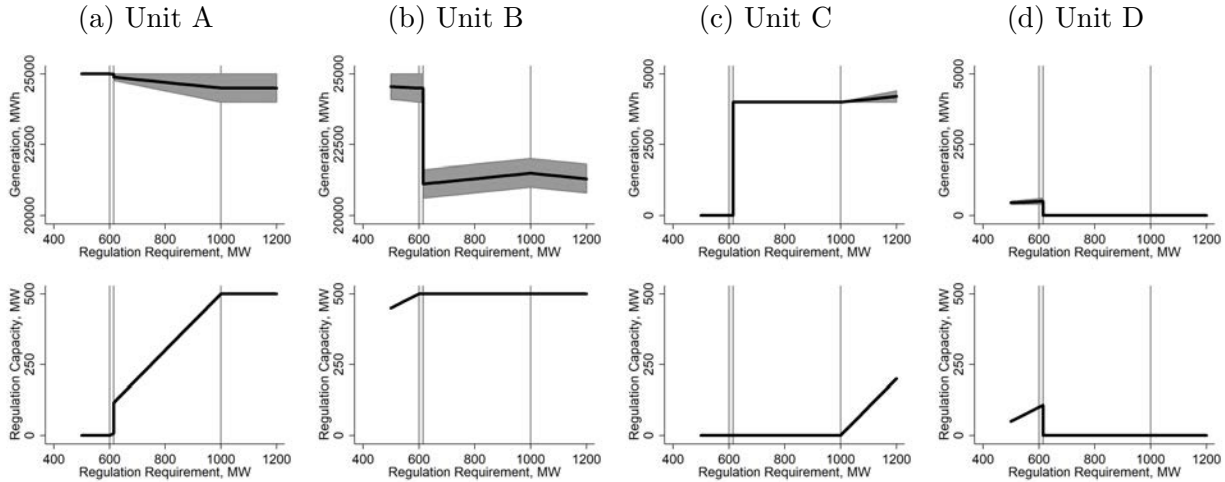 (a) Unit A (b) Unit B (c) Unit C (d) Unit D
Generation, MWh
20000 22500 25000
400 600 800 1000 1200
Regulation Requirement, MW
Generation, MWh
20000 22500 25000
400 600 800 1000 1200
Regulation Requirement, MW
Generation, MWh
0 2500 5000
400 600 800 1000 1200
Regulation Requirement, MW
Generation, MWh
0 2500 5000
400 600 800 1000 1200
Regulation Requirement, MW
Regulation Capacity, MW
0 250 500
400 600 800 1000 1200
Regulation Requirement, MW
Regulation Capacity, MW
0 250 500
400 600 800 1000 1200
Regulation Requirement, MW
Regulation Capacity, MW
0 250 500
400 600 800 1000 1200
Regulation Requirement, MW
Regulation Capacity, MW
0 250 500
400 600 800 1000 1200
Regulation Requirement, MW